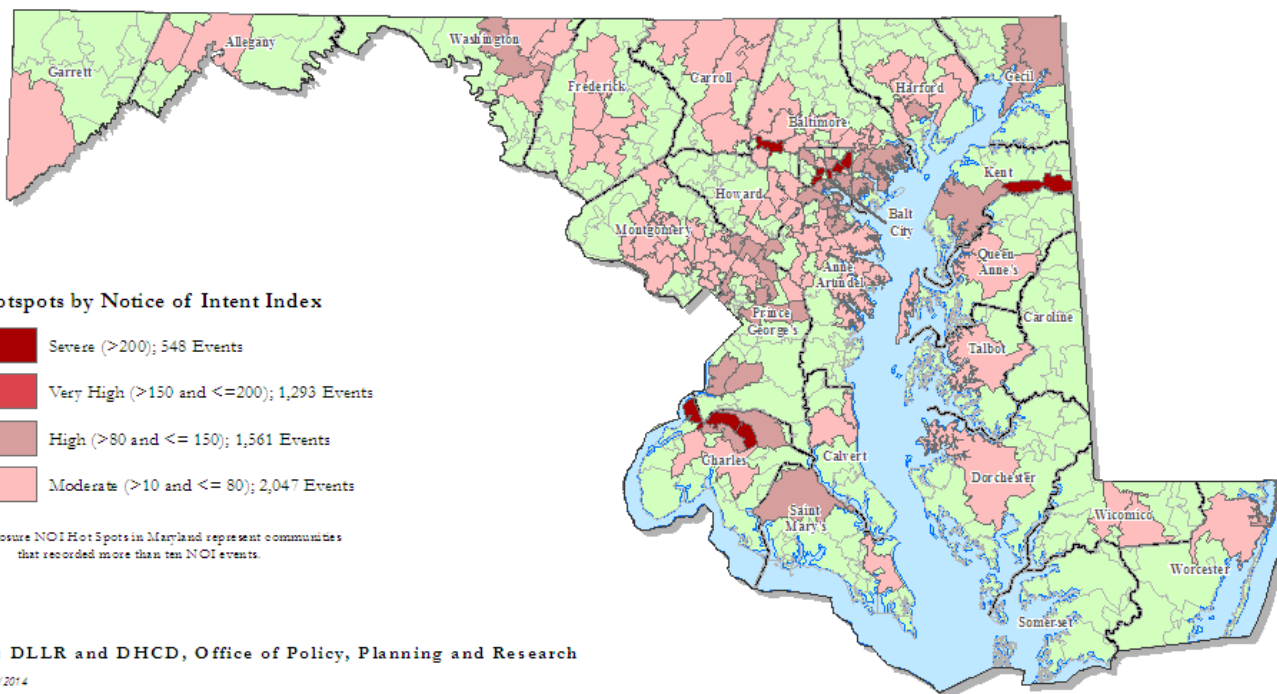 Garrett
Allegany
Washington
Frederick
Carroll
Baltimore
Harford
Cecil
Kent
Howard
Balt
City
Montgomery
Anne
Arundel
Queen
Anne's
Prince
George's
Caroline
Talbot
Charles
Calvert
Dorchester
Saint
Mary's
Wicomico
Worcester
Somerset
otspots by Notice of Intent Index
Severe (>200); 548 Events
Very High (>150 and <=200); 1,293 Events
High (>80 and <= 150); 1,561 Events
Moderate (>10 and <= 80); 2,047 Events
osure NOI Hot Spots in Maryland represent communities
that recorded more than ten NOI events.
: DLLR and DHCD, Office of Policy, Planning and Research
2014